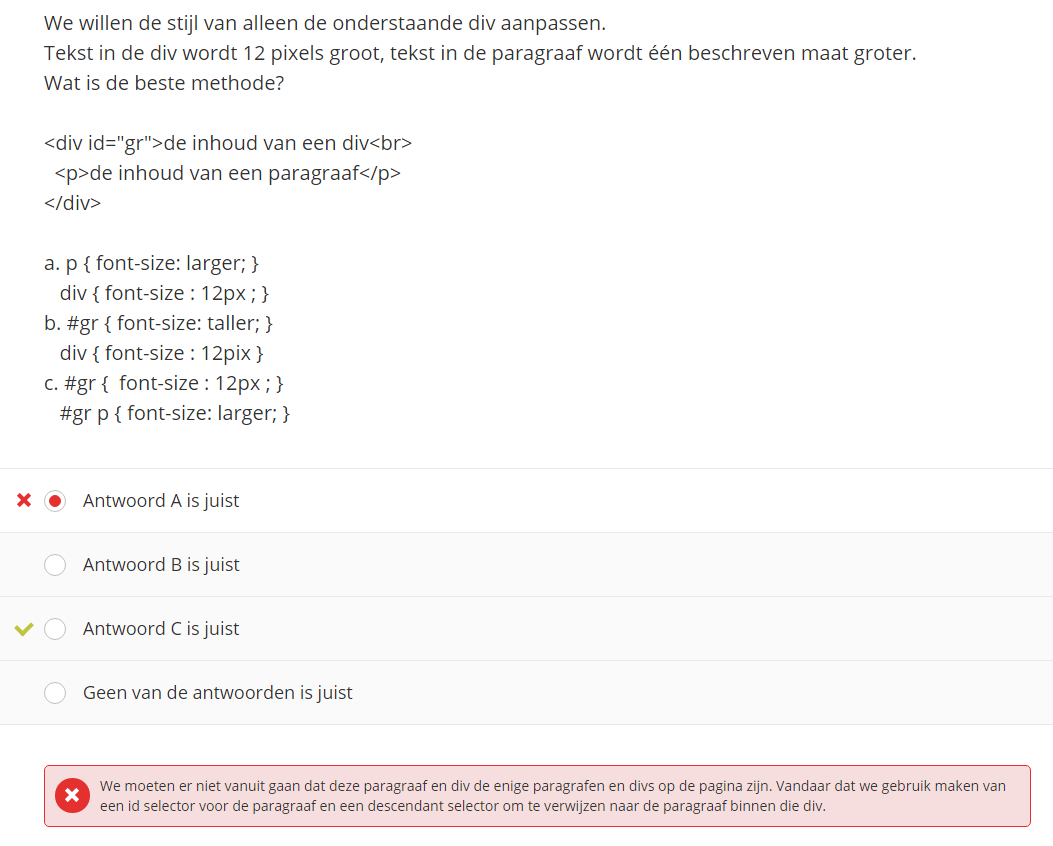 We willen de stijl van alleen de onderstaande div aanpassen.
Tekst in de div wordt 12 pixels groot, tekst in de paragraaf wordt één beschreven maat groter.
Wat is de beste methode?
<div id="gr">de inhoud van een div<br>
<p>de inhoud van een paragraaf</p>
</div>
a. p { font-size: larger; }
div { font-size : 12px ; }
b. #gr { font-size: taller; }
div { font-size : 12pix }
c. #gr {  font-size : 12px ; }
#gr p { font-size: larger; }
Antwoord A is juist
Antwoord B is juist
Antwoord C is juist
Geen van de antwoorden is juist
We moeten er niet vanuit gaan dat deze paragraaf en div de enige paragrafen en divs op de pagina zijn. Vandaar dat we gebruik maken van
een id selector voor de paragraaf en een descendant selector om te verwijzen naar de paragraaf binnen die div.